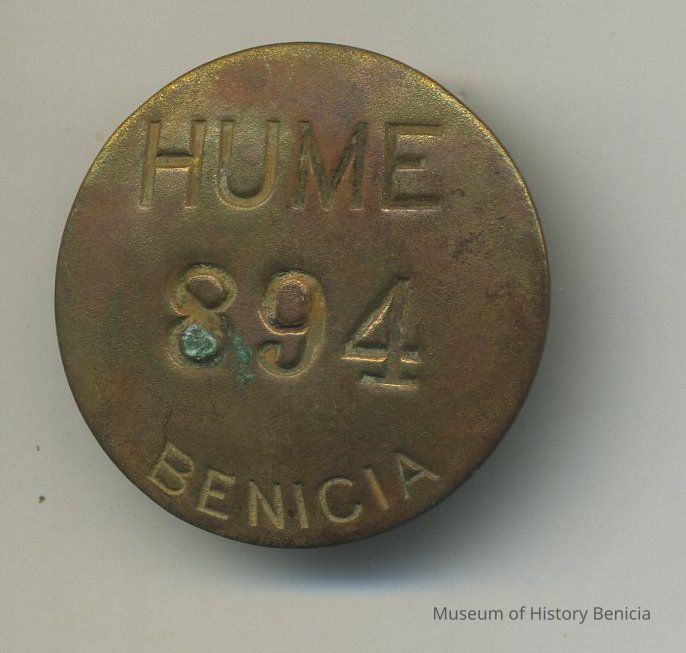 HUME
894
BENICIA
Museum of History Benicia